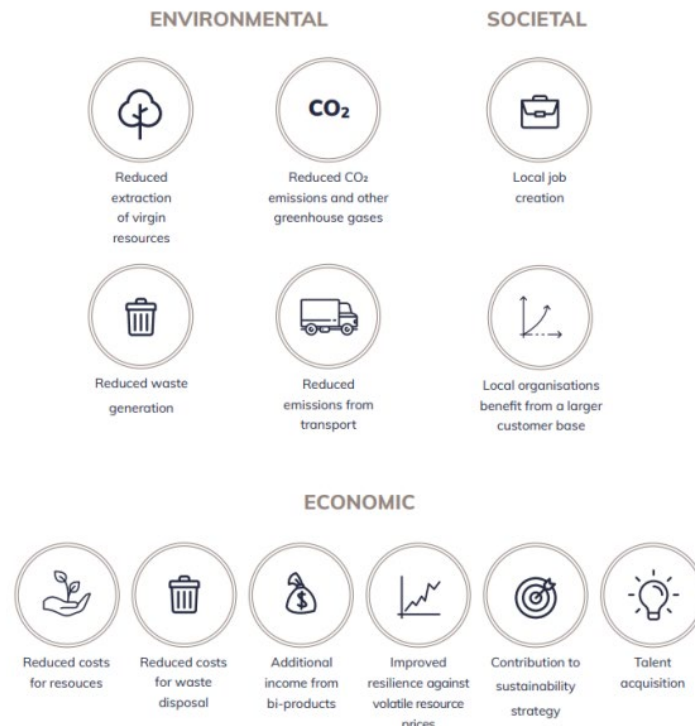 ENVIRONMENTAL
SOCIETAL
CO₂
Reduced
extraction
of virgin
resources
Reduced CO₂
emissions and other
greenhouse gases
Local job
creation
Reduced waste
generation
Reduced
emissions from
transport
Local organisations
benefit from a larger
customer base
ECONOMIC
$
Reduced costs
for resouces
Reduced costs
for waste
disposal
Additional
income from
bi-products
Improved
resilience against
volatile resource
prices
Contribution to
sustainability
strategy
Talent
acquisition